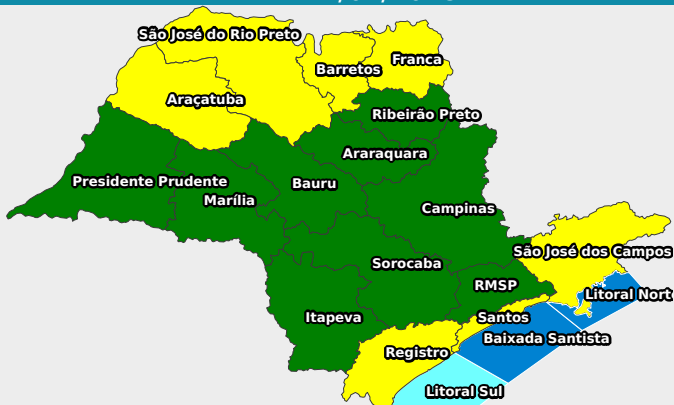 São José do Rio Preto
Franca
Barretos
Araçatuba
Ribeirão Preto
Araraquara
Presidente Prudente
Bauru
Marília
Campinas
São José dos Campos
Sorocaba
RMSP
Litoral Nort
Itapeva
Santos
Baixada Santista
Registro
Litoral Sul